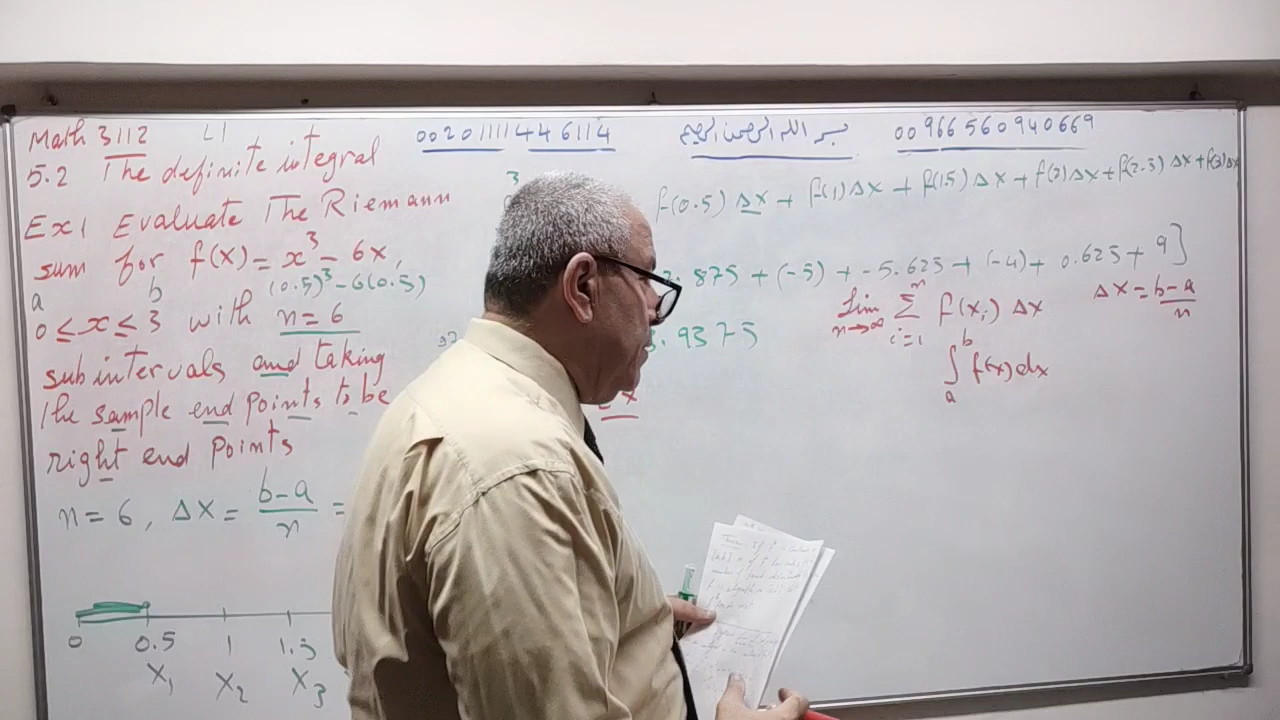 Math 3112 L1
00201111446114
بسم الله الرحمن الرحيم
00966560940669
5.2 The definite integral
Ex1 Evaluate The Riemann
sum for f(x) = x³ - 6x,
(0.5)³ - 6(0.5)
a b
0 ≤ x ≤ 3 with n = 6
subintervals and taking
the sample end points to be
right end points
n = 6, Δx = b-a/n =
0 0.5 1 1.5
x₁ x₂ x₃
3
f(0.5) Δx + f(1) Δx + f(1.5) Δx + f(2) Δx + f(2.5) Δx + f(3) Δx
.875 + (-5) + -5.625 + (-4) + 0.625 + 9]
.9375
Lim n→∞ Σ i=1 n f(xᵢ) Δx Δx = b-a/n
∫ₐᵇ f(x) dx